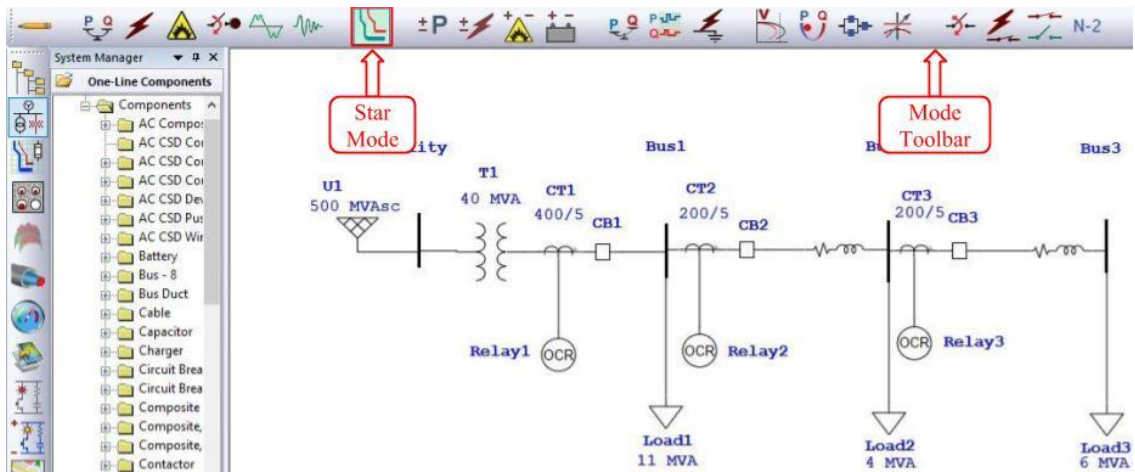 P Q
±P
P Q
P
Q
V
P Q
N-2
System Manager
One-Line Components
Components
AC Compos
AC CSD Cor
AC CSD Cor
AC CSD Cor
AC CSD Dev
AC CSD Pus
AC CSD Wir
Battery
Bus - 8
Bus Duct
Cable
Capacitor
Charger
Circuit Brea
Circuit Brea
Composite
Composite,
Composite,
Contactor
Star
Mode
Mode
Toolbar
ity
Bus1
Bu
Bus3
U1
500 MVAsc
T1
40 MVA
CT1
400/5
CB1
CT2
200/5
CB2
CT3
200/5
CB3
Relay1
OCR
OCR
Relay2
OCR
Relay3
Load1
11 MVA
Load2
4 MVA
Load3
6 MVA